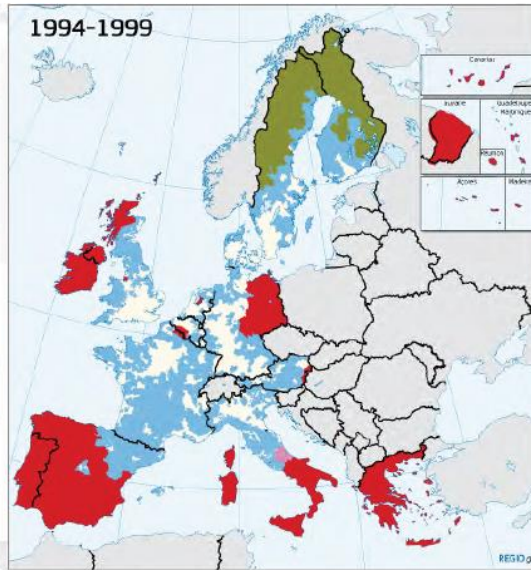 1994-1999
Canarias
Guyane
Guadeloupe
Martinique
Réunion
Açores
Madeira
REGIO